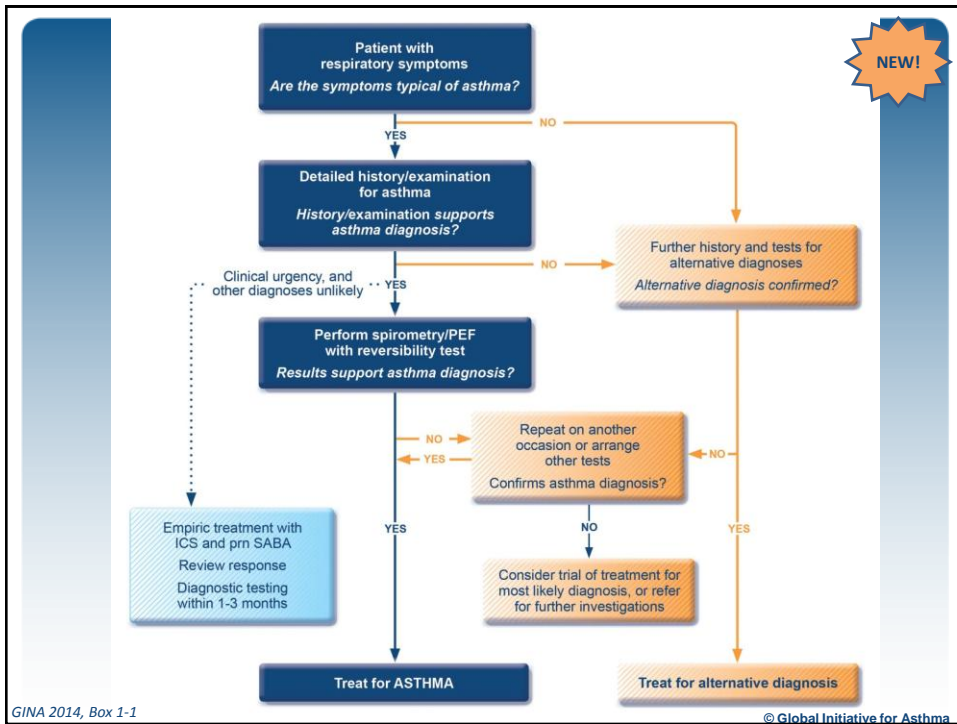 Patient with
respiratory symptoms
Are the symptoms typical of asthma?
NEW!
NO
YES
Detailed history/examination
for asthma
History/examination supports
asthma diagnosis?
Further history and tests for
alternative diagnoses
Alternative diagnosis confirmed?
NO
Clinical urgency, and
other diagnoses unlikely
YES
Perform spirometry/PEF
with reversibility test
Results support asthma diagnosis?
Repeat on another
occasion or arrange
other tests
Confirms asthma diagnosis?
NO
YES
NO
YES
NO
YES
Empiric treatment with
ICS and prn SABA
Review response
Diagnostic testing
within 1-3 months
Consider trial of treatment for
most likely diagnosis, or refer
for further investigations
Treat for ASTHMA
Treat for alternative diagnosis
GINA 2014, Box 1-1
© Global Initiative for Asthma